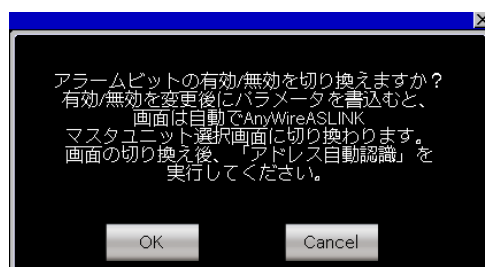 アラームビットの有効/無効を切り換えますか？
有効/無効を変更後にパラメータを書込むと、
画面は自動でAnyWireASLINK
マスタユニット選択画面に切り換わります。
画面の切り換え後、「アドレス自動認識」を
実行してください。
OK
Cancel